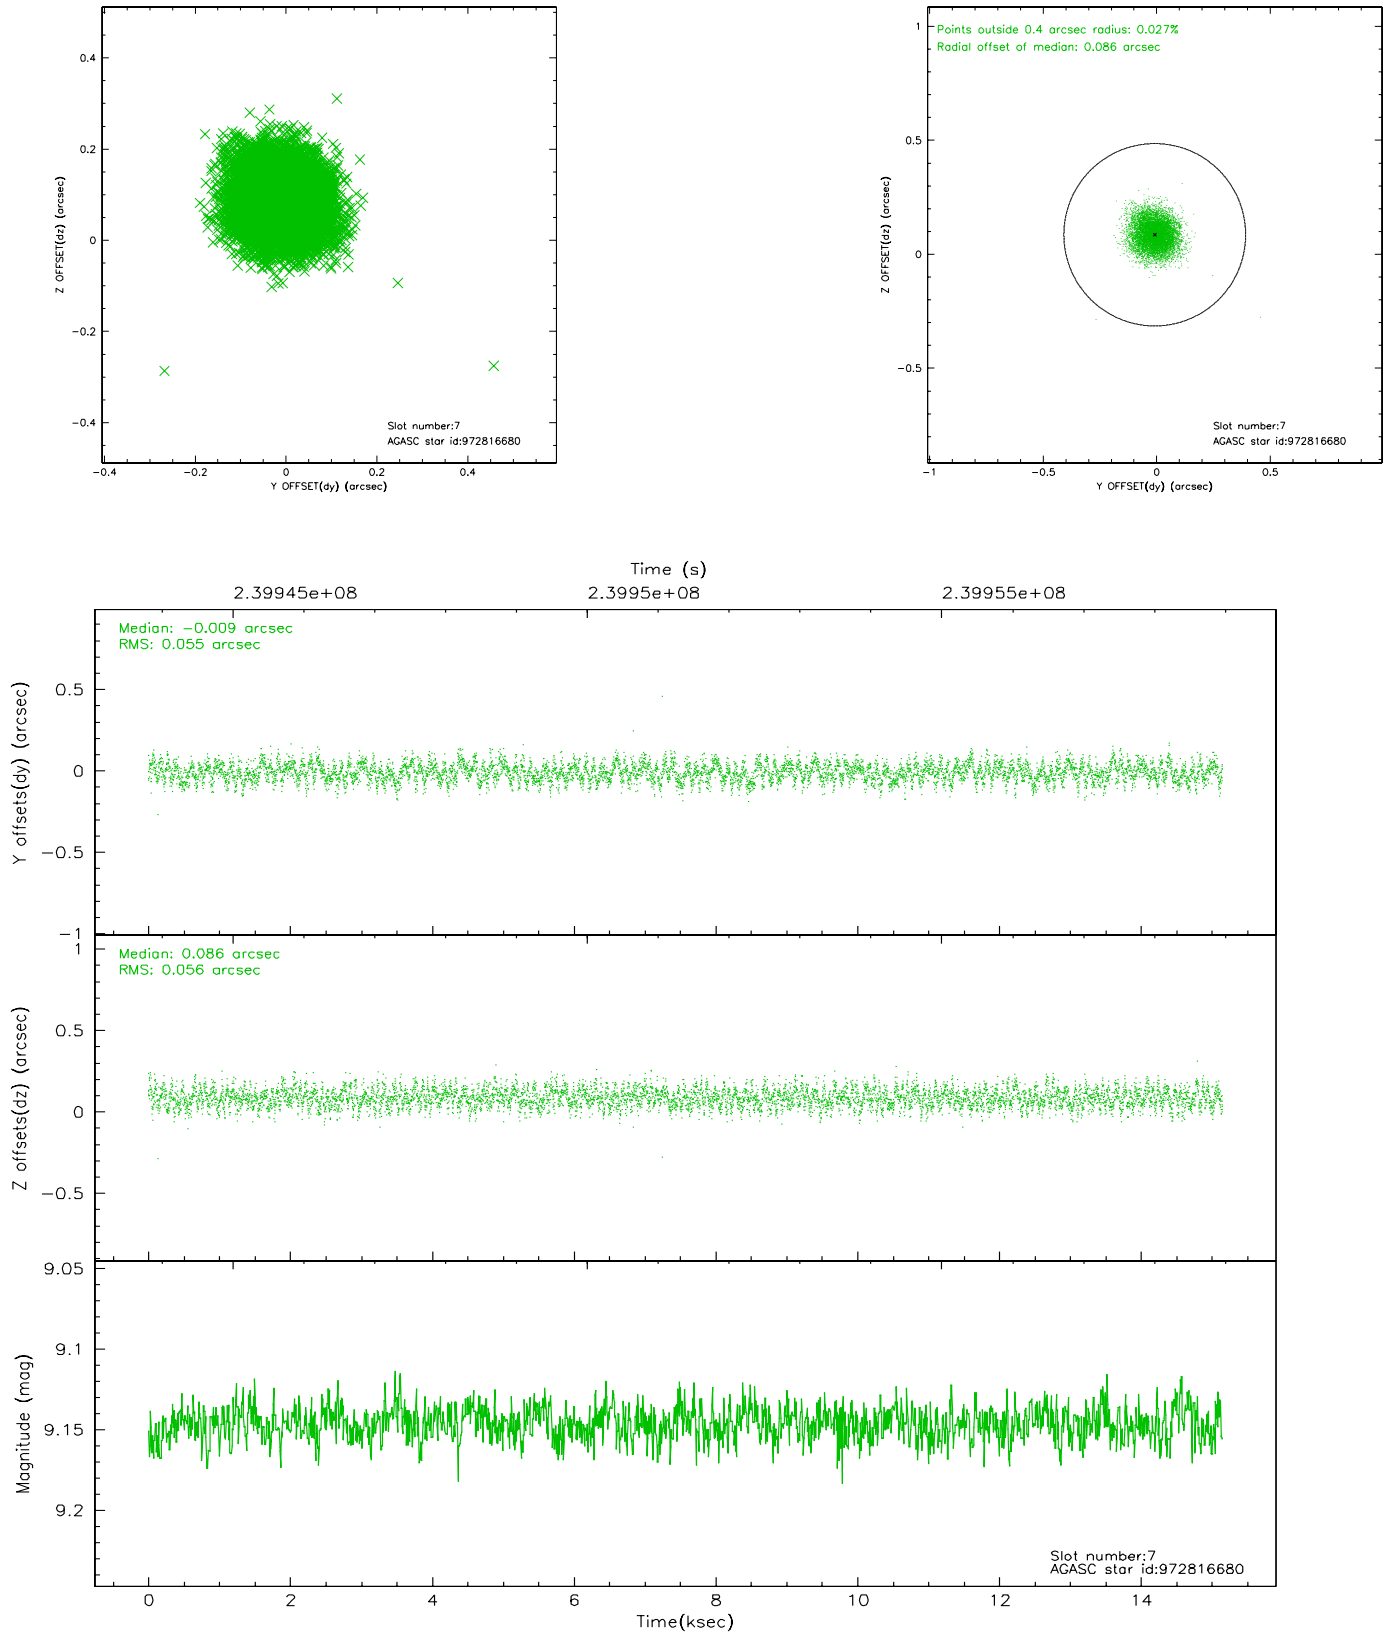 0.4
0.2
0
−0.2
−0.4
Z OFFSET(dz) (arcsec)
Slot number:7
AGASC star id:972816680
−0.4 −0.2 0 0.2 0.4
Y OFFSET(dy) (arcsec)
Points outside 0.4 arcsec radius: 0.027%
Radial offset of median: 0.086 arcsec
1
0.5
0
−0.5
Z OFFSET(dz) (arcsec)
Slot number:7
AGASC star id:972816680
−1 −0.5 0 0.5
Y OFFSET(dy) (arcsec)
Time (s)
2.39945e+08 2.3995e+08 2.39955e+08
Median: −0.009 arcsec
RMS: 0.055 arcsec
0.5
0
−0.5
−1
Y offsets(dy) (arcsec)
Median: 0.086 arcsec
RMS: 0.056 arcsec
1
0.5
0
−0.5
Z offsets(dz) (arcsec)
9.05
9.1
9.15
9.2
Magnitude (mag)
Slot number:7
AGASC star id:972816680
0 2 4 6 8 10 12 14
Time(ksec)